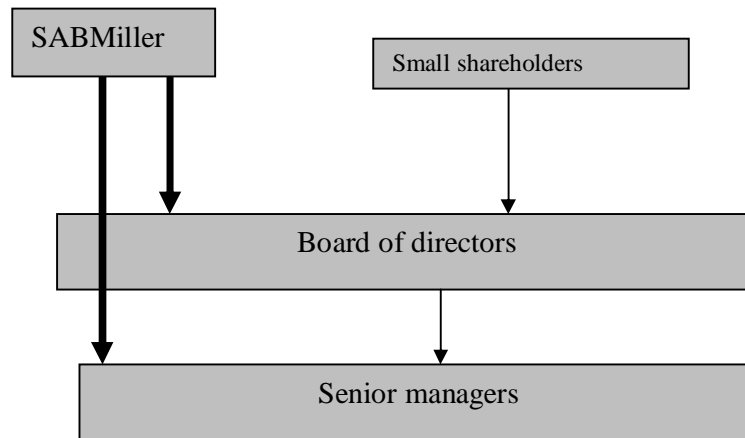 SABMiller
Small shareholders
Board of directors
Senior managers